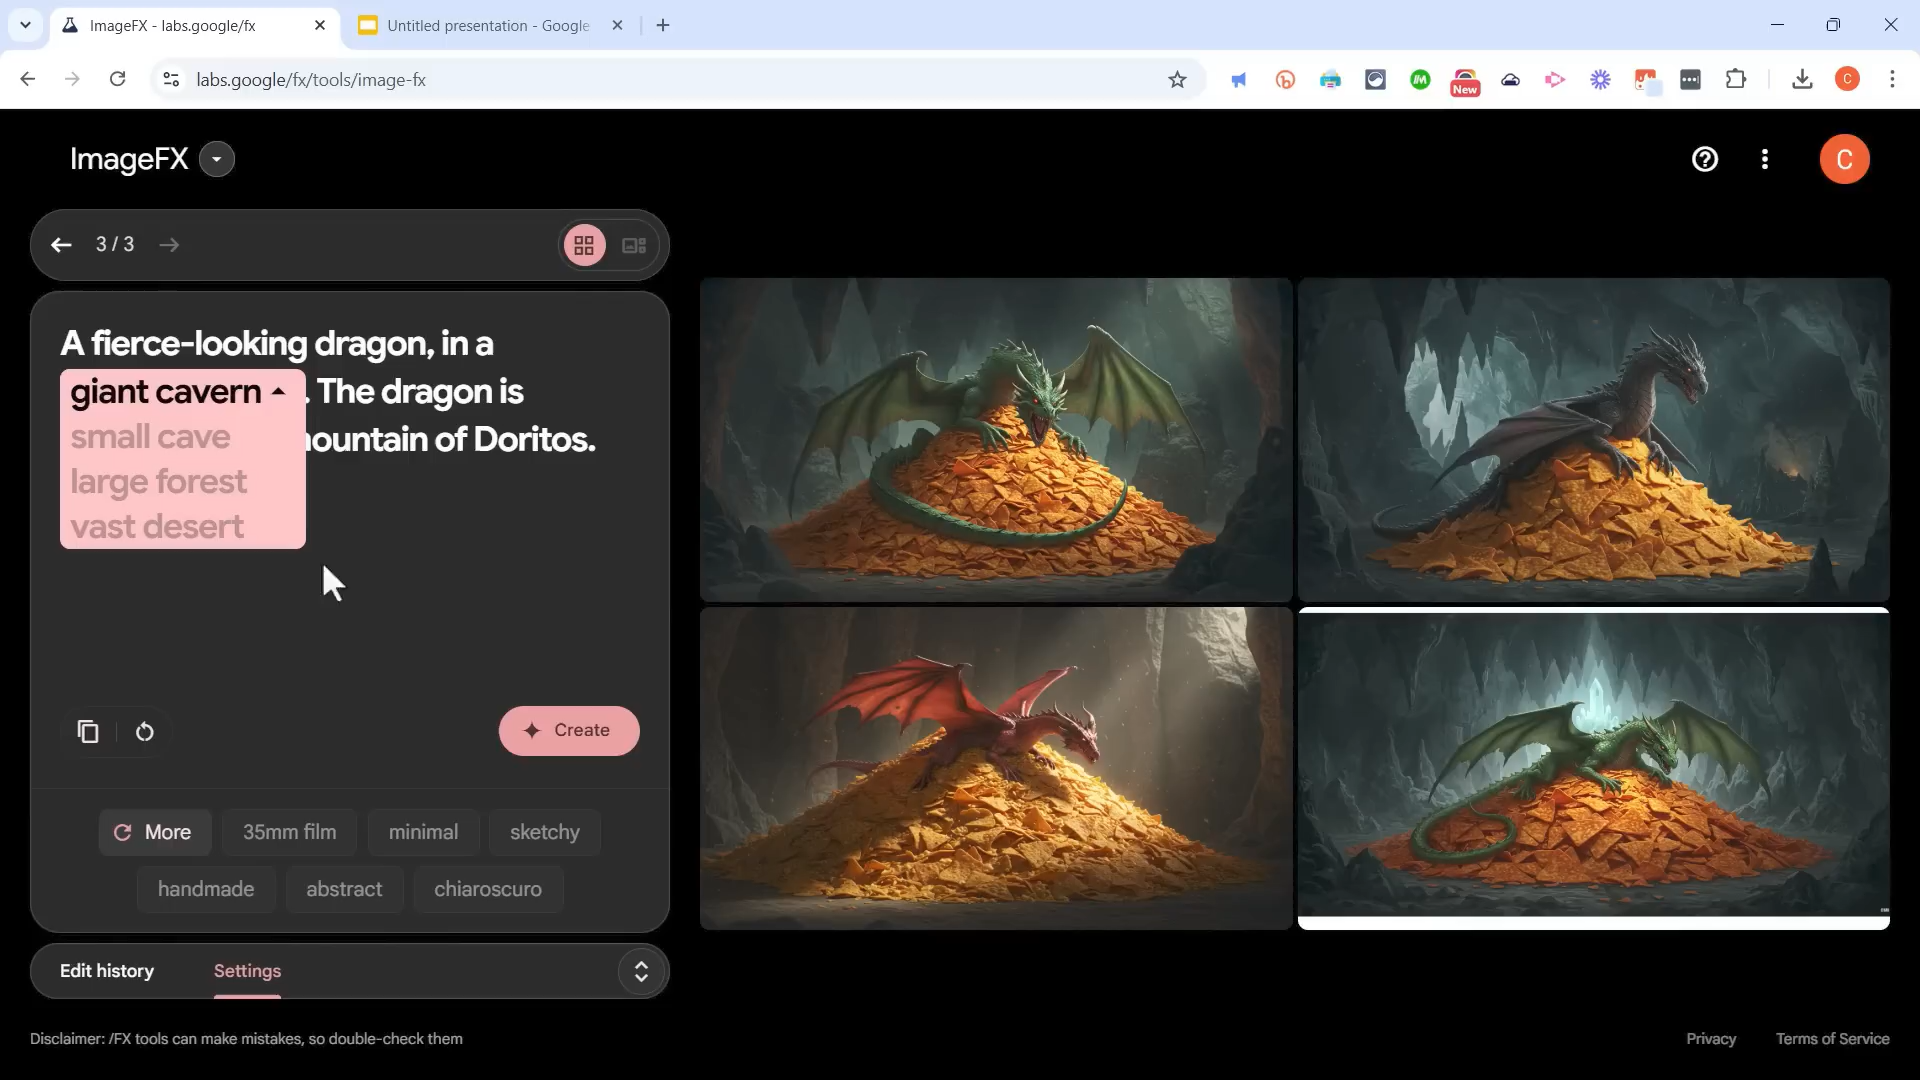 ImageFX - labs.google/fx
Untitled presentation - Google
labs.google/fx/tools/image-fx
New
C
ImageFX
C
3 / 3
A fierce-looking dragon, in a
giant cavern . The dragon is
small cave
ountain of Doritos.
large forest
vast desert
Create
More
35mm film
minimal
sketchy
handmade
abstract
chiaroscuro
Edit history
Settings
Disclaimer: /FX tools can make mistakes, so double-check them
Privacy
Terms of Service